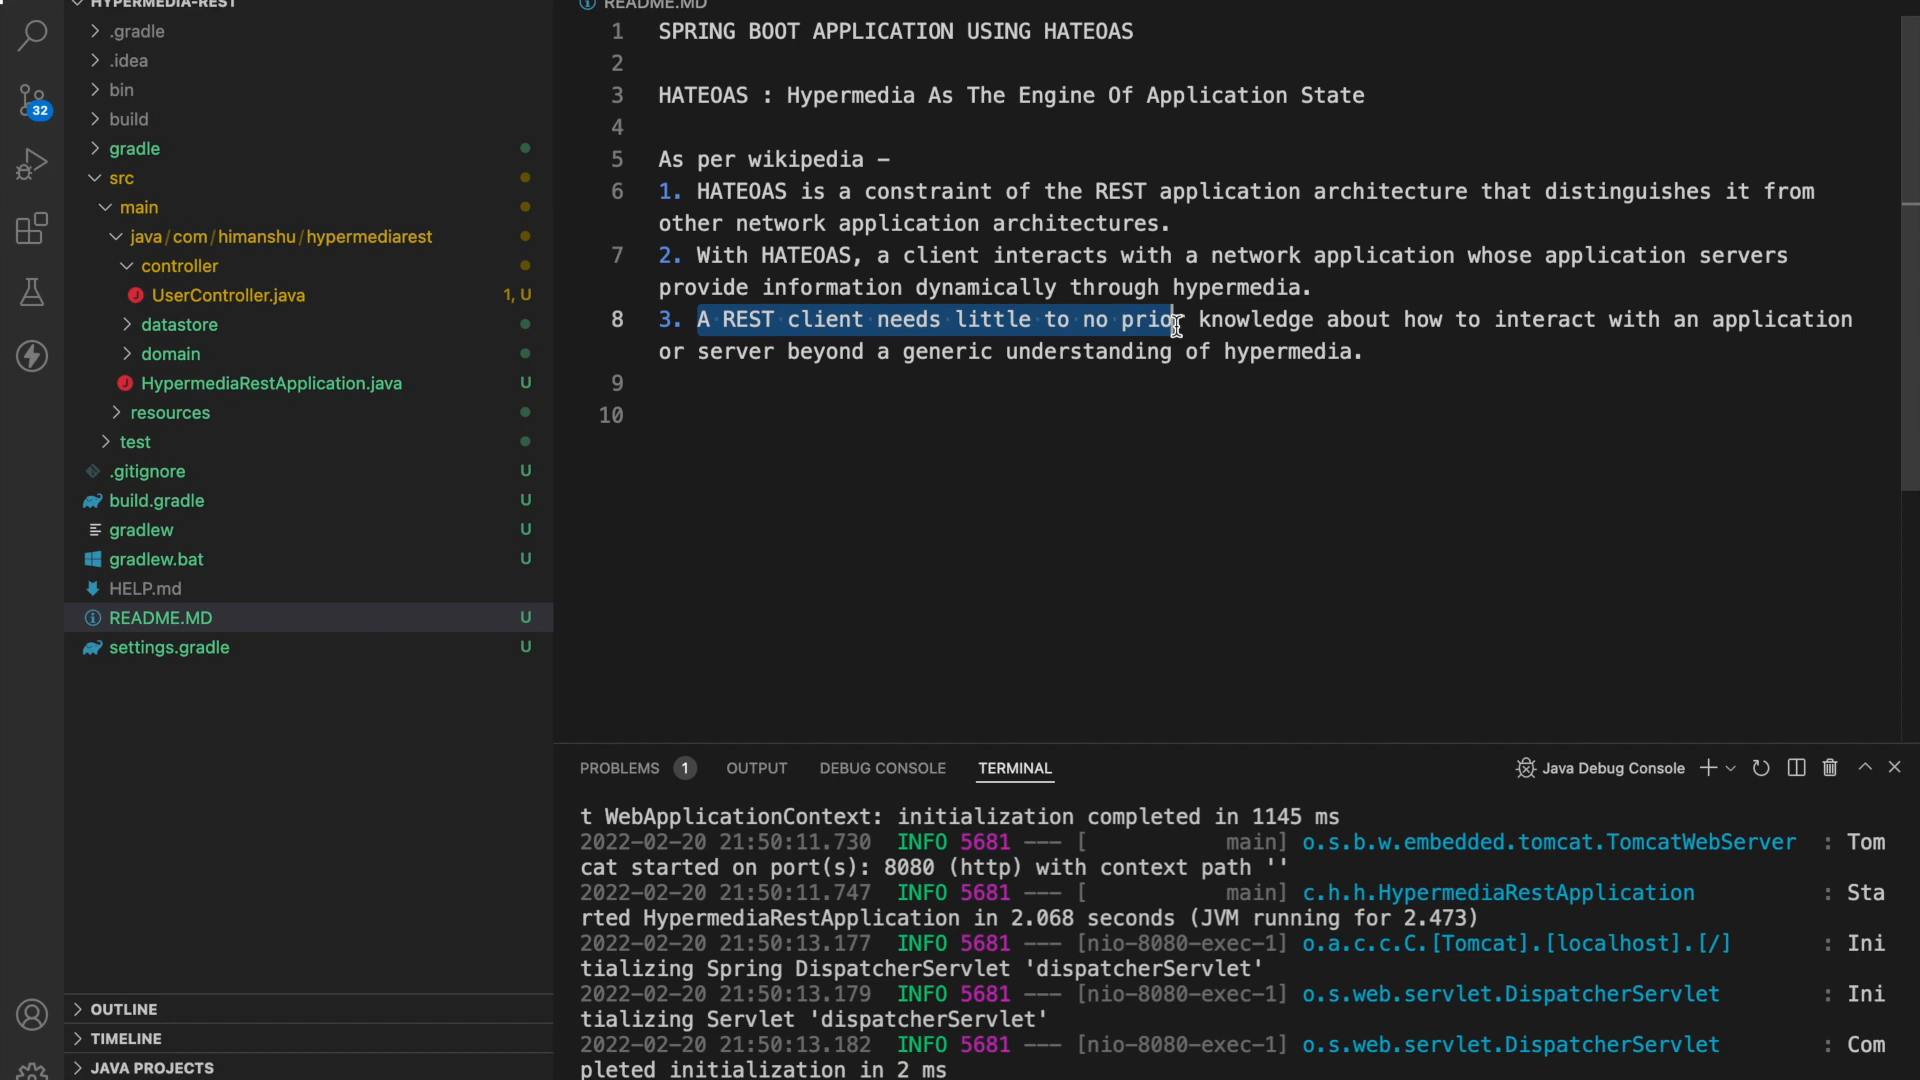 HYPERMEDIA-REST
.gradle
.idea
bin
build
gradle
src
main
java/com/himanshu/hypermediarest
controller
UserController.java 1, U
datastore
domain
HypermediaRestApplication.java U
resources
test
.gitignore U
build.gradle U
gradlew U
gradlew.bat U
HELP.md
README.MD U
settings.gradle U
OUTLINE
TIMELINE
JAVA PROJECTS
32
README.MD
1 SPRING BOOT APPLICATION USING HATEOAS
2
3 HATEOAS : Hypermedia As The Engine Of Application State
4
5 As per wikipedia -
6 1. HATEOAS is a constraint of the REST application architecture that distinguishes it from
other network application architectures.
7 2. With HATEOAS, a client interacts with a network application whose application servers
provide information dynamically through hypermedia.
8 3. A REST client needs little to no prior knowledge about how to interact with an application
or server beyond a generic understanding of hypermedia.
9
10
PROBLEMS 1 OUTPUT DEBUG CONSOLE TERMINAL Java Debug Console
t WebApplicationContext: initialization completed in 1145 ms
2022-02-20 21:50:11.730 INFO 5681 --- [ main] o.s.b.w.embedded.tomcat.TomcatWebServer : Tom
cat started on port(s): 8080 (http) with context path ''
2022-02-20 21:50:11.747 INFO 5681 --- [ main] c.h.h.HypermediaRestApplication : Sta
rted HypermediaRestApplication in 2.068 seconds (JVM running for 2.473)
2022-02-20 21:50:13.177 INFO 5681 --- [nio-8080-exec-1] o.a.c.c.C.[Tomcat].[localhost].[/] : Ini
tializing Spring DispatcherServlet 'dispatcherServlet'
2022-02-20 21:50:13.179 INFO 5681 --- [nio-8080-exec-1] o.s.web.servlet.DispatcherServlet : Ini
tializing Servlet 'dispatcherServlet'
2022-02-20 21:50:13.182 INFO 5681 --- [nio-8080-exec-1] o.s.web.servlet.DispatcherServlet : Com
pleted initialization in 2 ms